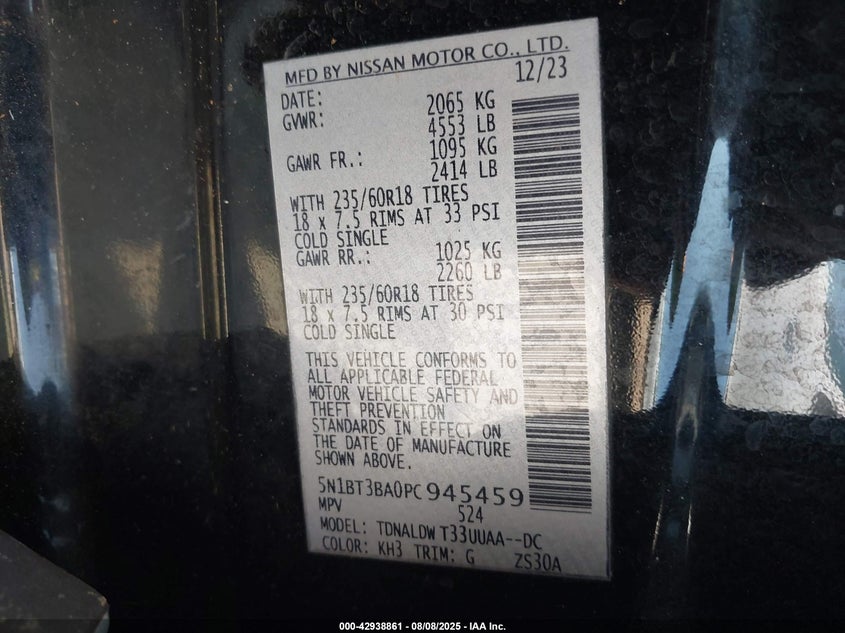 MFD BY NISSAN MOTOR CO., LTD.
DATE: 12/23
GVWR: 2065 KG
4553 LB
GAWR FR.: 1095 KG
2414 LB
WITH 235/60R18 TIRES
18 x 7.5 RIMS AT 33 PSI
COLD SINGLE
GAWR RR.: 1025 KG
2260 LB
WITH 235/60R18 TIRES
18 x 7.5 RIMS AT 30 PSI
COLD SINGLE
THIS VEHICLE CONFORMS TO
ALL APPLICABLE FEDERAL
MOTOR VEHICLE SAFETY AND
THEFT PREVENTION
STANDARDS IN EFFECT ON
THE DATE OF MANUFACTURE
SHOWN ABOVE.
5N1BT3BA0PC945459
MPV 524
MODEL: TDNALDW T33UUAA--DC
COLOR: KH3 TRIM: G ZS30A
000-42938861 - 08/08/2025 - IAA Inc.